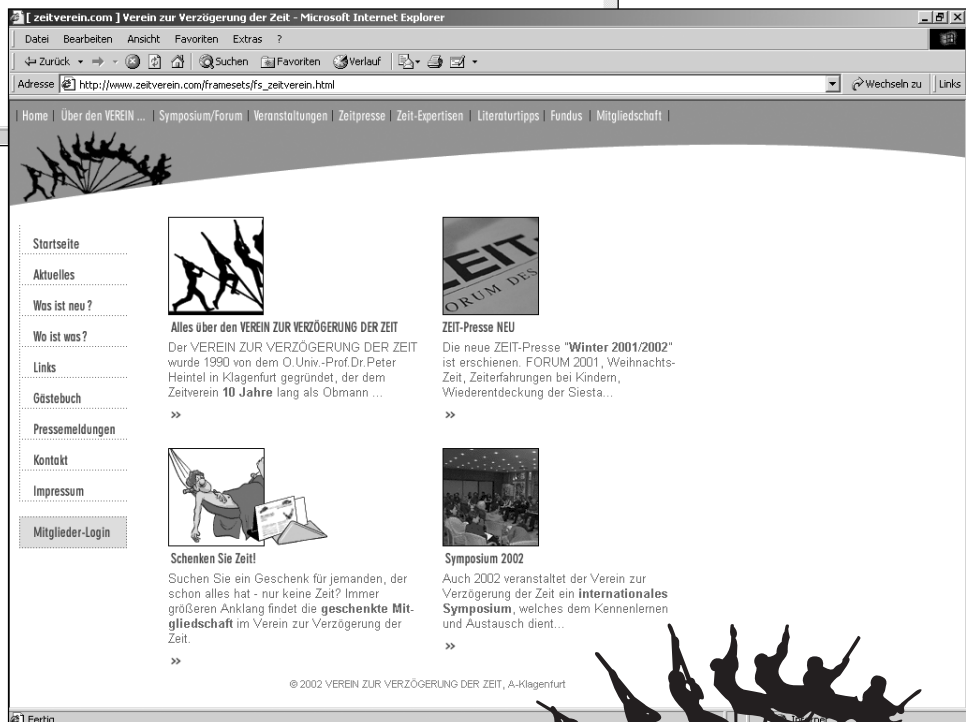 [ zeitverein.com ] Verein zur Verzögerung der Zeit - Microsoft Internet Explorer
Datei Bearbeiten Ansicht Favoriten Extras ?
Zurück Suchen Favoriten Verlauf
Adresse http://www.zeitverein.com/framesets/fs_zeitverein.html Wechseln zu Links
| Home | Über den VEREIN ... | Symposium/Forum | Veranstaltungen | Zeitpresse | Zeit-Expertisen | Literaturtipps | Fundus | Mitgliedschaft |
Startseite
Aktuelles
Was ist neu?
Wo ist was?
Links
Gästebuch
Pressemeldungen
Kontakt
Impressum
Mitglieder-Login
Alles über den VEREIN ZUR VERZÖGERUNG DER ZEIT
Der VEREIN ZUR VERZÖGERUNG DER ZEIT
wurde 1990 von dem O.Univ.-Prof.Dr.Peter
Heintel in Klagenfurt gegründet, der dem
Zeitverein 10 Jahre lang als Obmann ...
»
ZEIT-
FORUM DES
ZEIT-Presse NEU
Die neue ZEIT-Presse "Winter 2001/2002"
ist erschienen. FORUM 2001, Weihnachts-
Zeit, Zeiterfahrungen bei Kindern,
Wiederentdeckung der Siesta...
»
Schenken Sie Zeit!
Suchen Sie ein Geschenk für jemanden, der
schon alles hat - nur keine Zeit? Immer
größeren Anklang findet die geschenkte Mit-
gliedschaft im Verein zur Verzögerung der
Zeit.
»
Symposium 2002
Auch 2002 veranstaltet der Verein zur
Verzögerung der Zeit ein internationales
Symposium, welches dem Kennenlernen
und Austausch dient...
»
© 2002 VEREIN ZUR VERZÖGERUNG DER ZEIT, A-Klagenfurt
Fertig